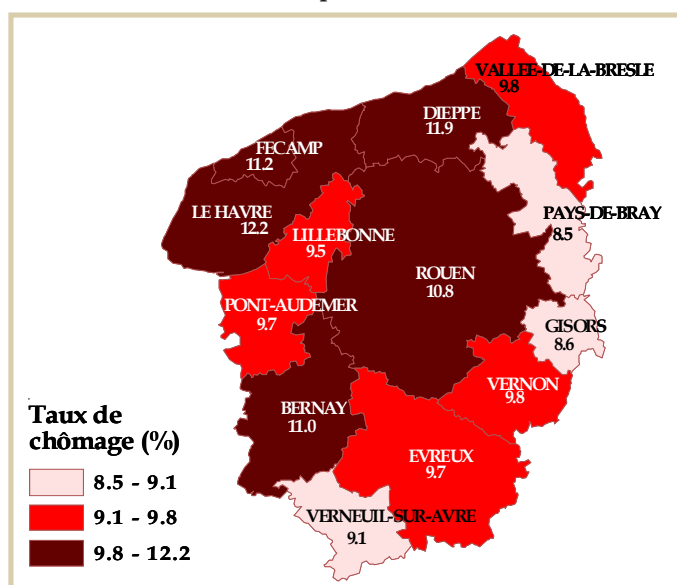 VALLEE-DE-LA-BRESLE
9.8
DIEPPE
11.9
FECAMP
11.2
PAYS-DE-BRAY
8.5
LE HAVRE
12.2
LILLEBONNE
9.5
ROUEN
10.8
PONT-AUDEMER
9.7
GISORS
8.6
VERNON
9.8
BERNAY
11.0
EVREUX
9.7
VERNEUIL-SUR-AVRE
9.1
Taux de
chômage (%)
8.5 - 9.1
9.1 - 9.8
9.8 - 12.2